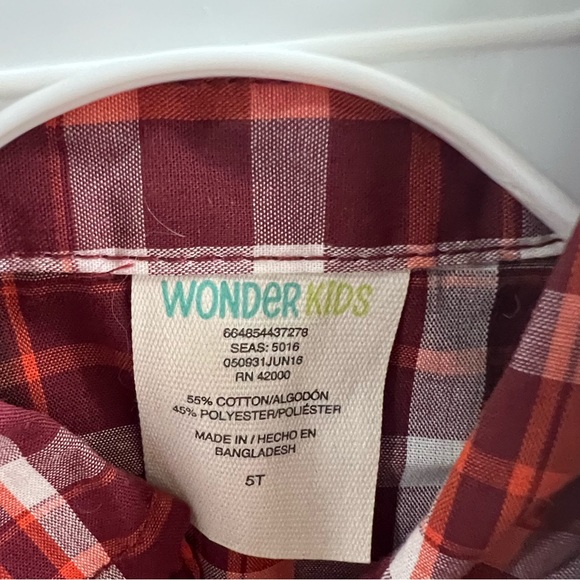 WONDER KIDS
664854437278
SEAS: 5016
050931JUN16
RN 42000
55% COTTON/ALGODÓN
45% POLYESTER/POLIÉSTER
MADE IN / HECHO EN
BANGLADESH
5T